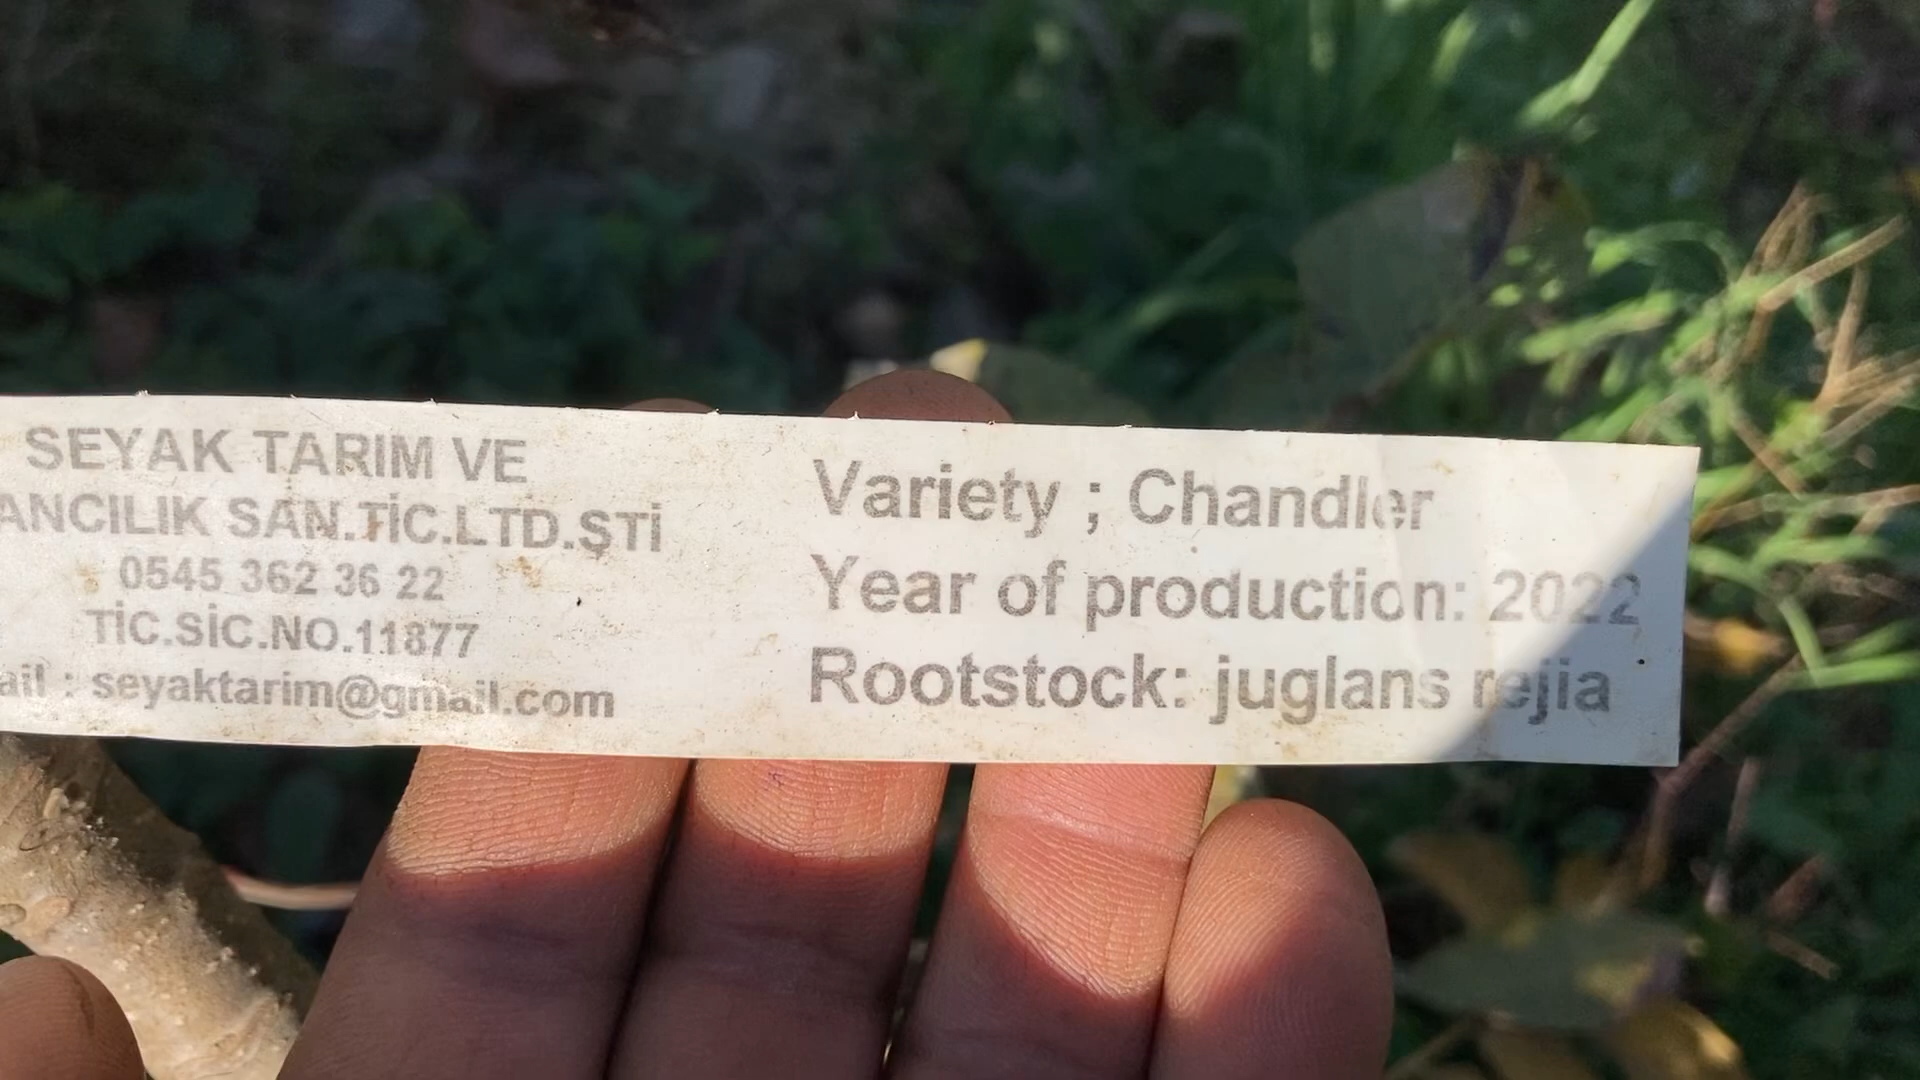 SEYAK TARIM VE
ANCILIK SAN.TİC.LTD.ŞTİ
0545 362 36 22
TİC.SİC.NO.11877
ail : seyaktarim@gmail.com
Variety ; Chandler
Year of production: 2022
Rootstock: juglans rejia